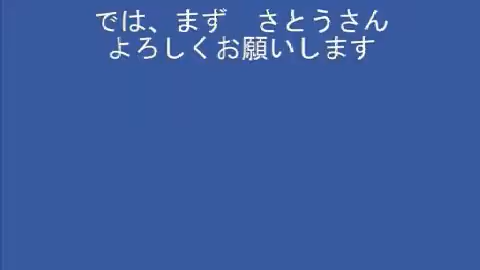 では、まず　さとうさん
よろしくお願いします